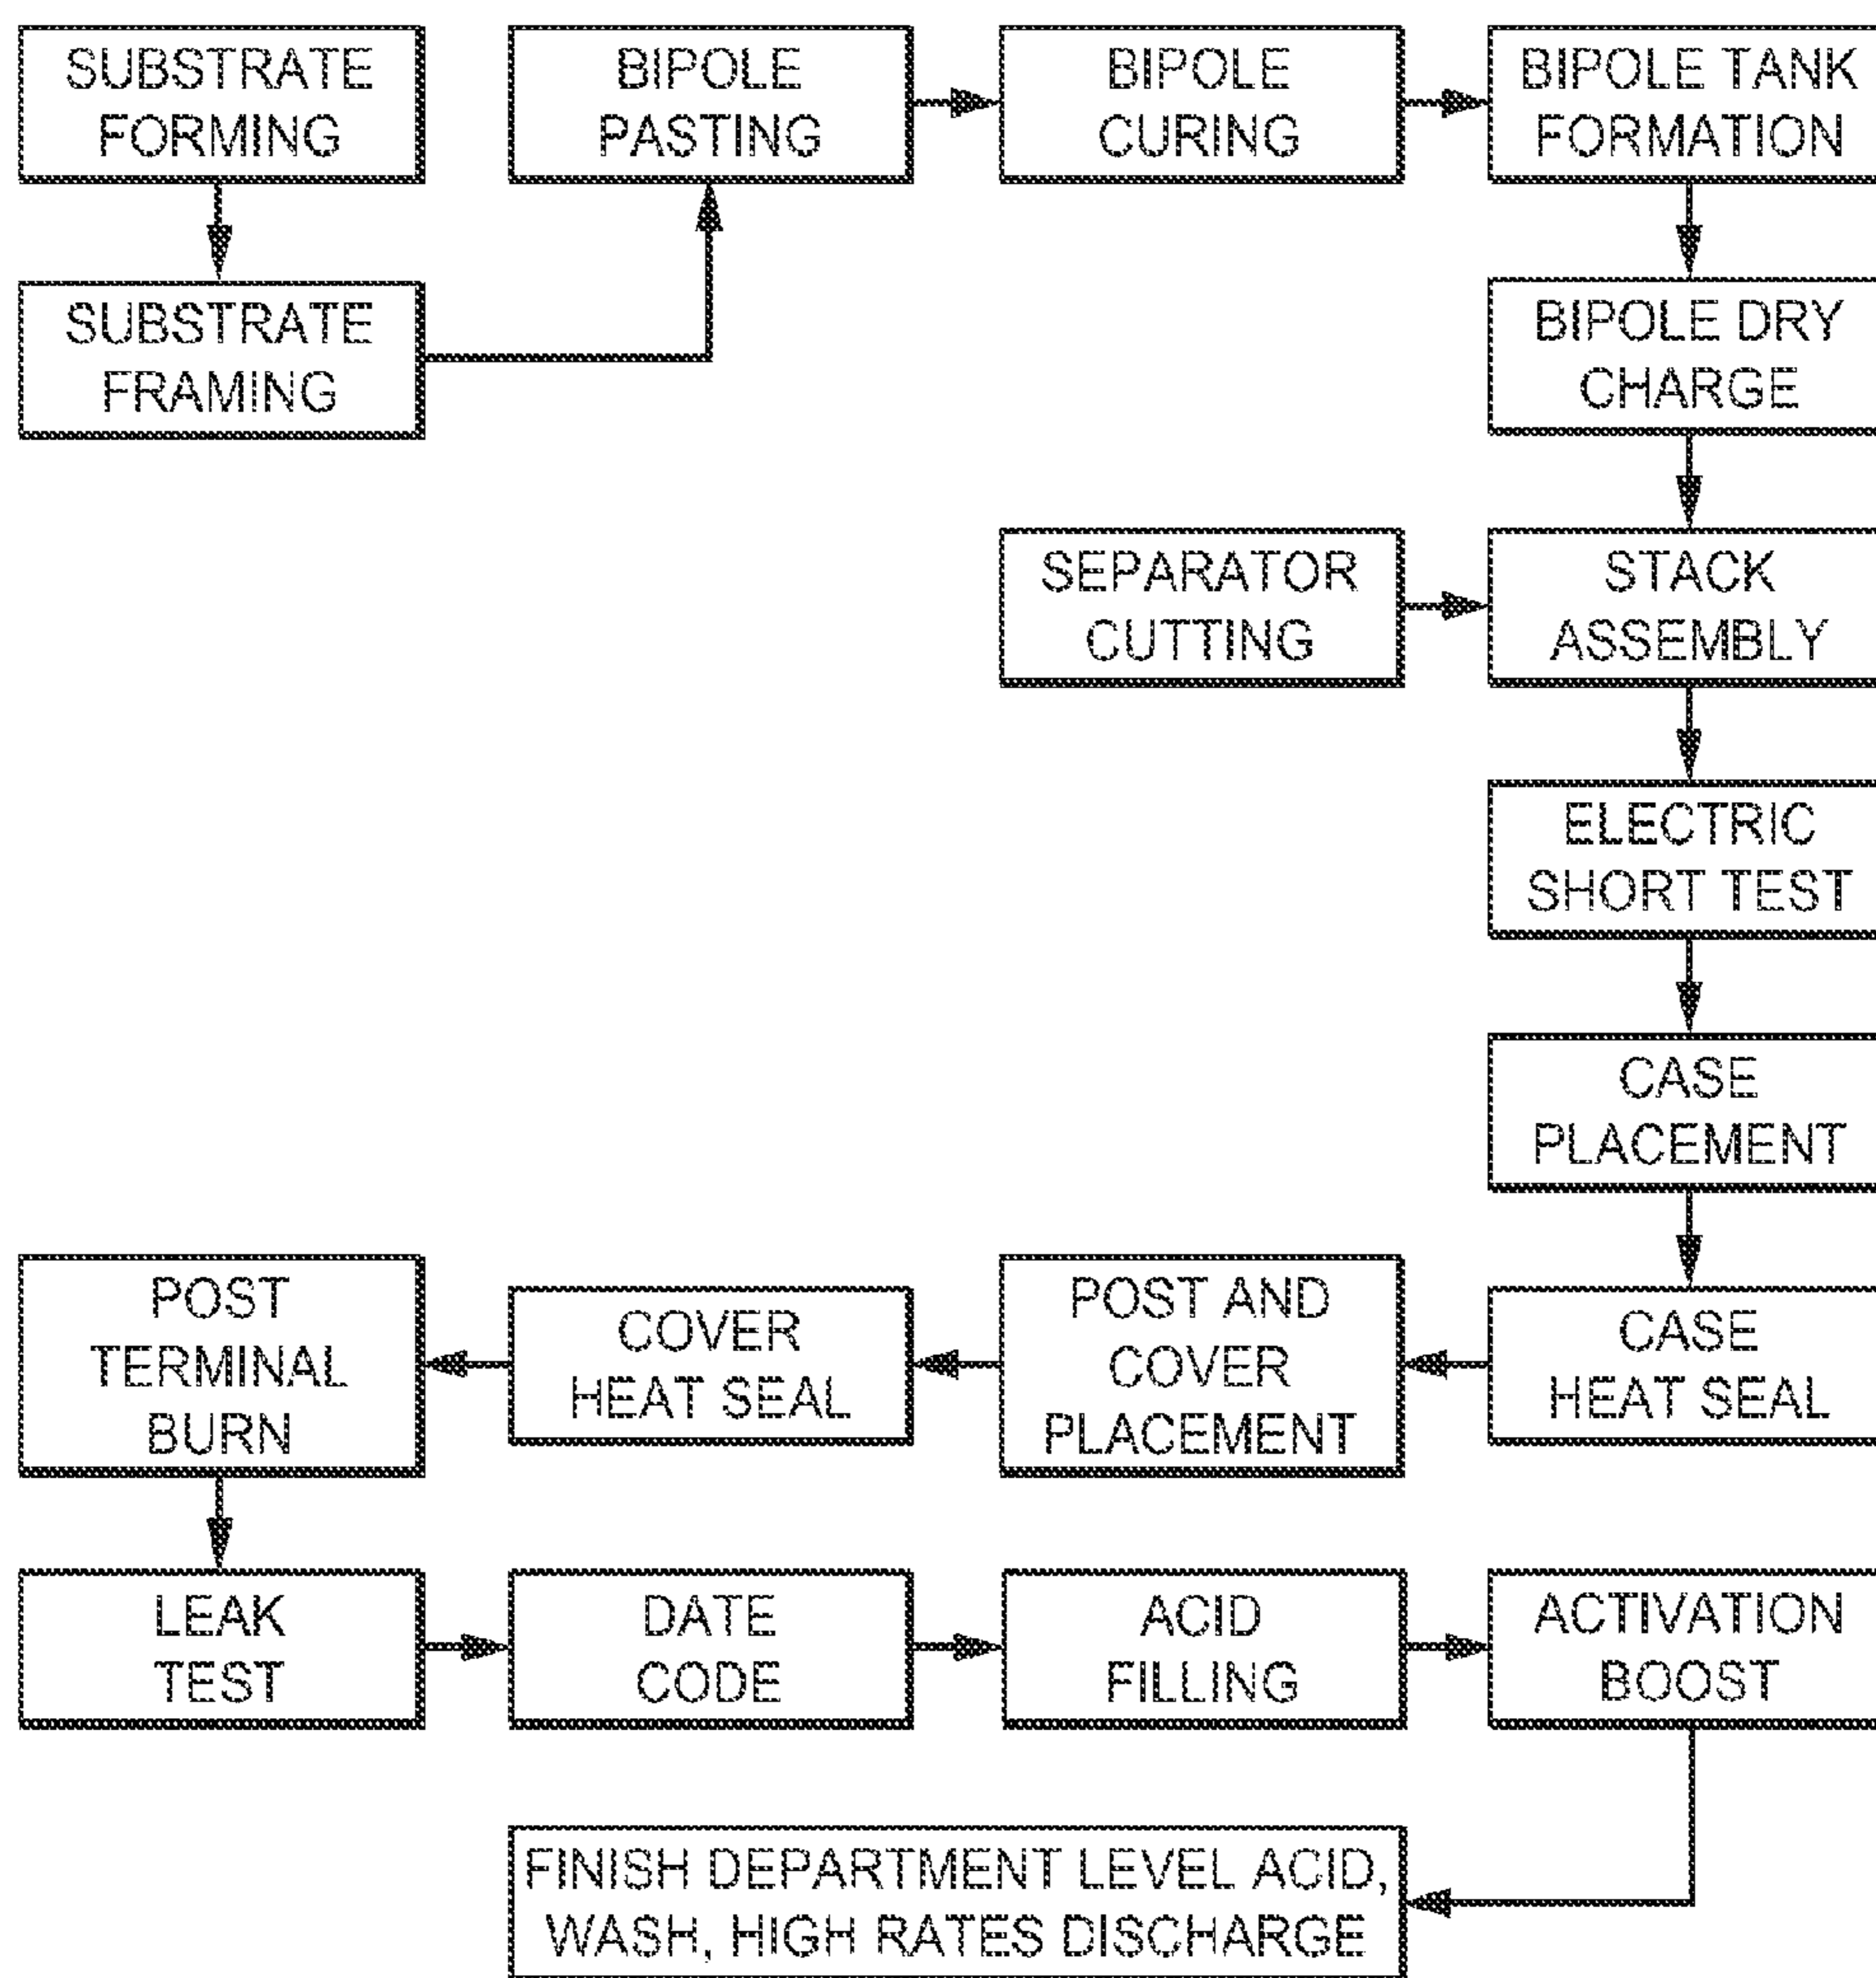 SUBSTRATE
FORMING
BIPOLE
PASTING
BIPOLE
CURING
BIPOLE TANK
FORMATION
SUBSTRATE
FRAMING
BIPOLE DRY
CHARGE
SEPARATOR
CUTTING
STACK
ASSEMBLY
ELECTRIC
SHORT TEST
CASE
PLACEMENT
POST
TERMINAL
BURN
COVER
HEAT SEAL
POST AND
COVER
PLACEMENT
CASE
HEAT SEAL
LEAK
TEST
DATE
CODE
ACID
FILLING
ACTIVATION
BOOST
FINISH DEPARTMENT LEVEL ACID,
WASH, HIGH RATES DISCHARGE